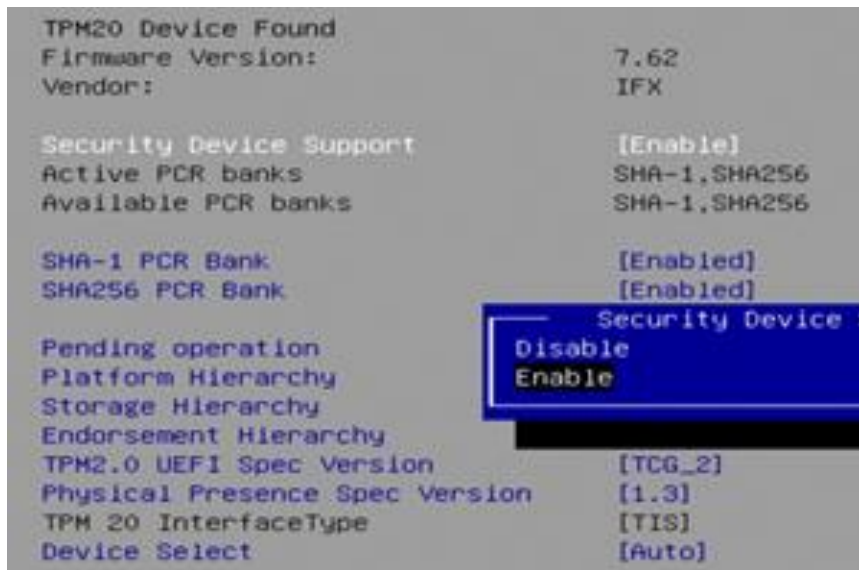 TPM20 Device Found
Firmware Version: 7.62
Vendor: IFX
Security Device Support [Enable]
Active PCR banks SHA-1,SHA256
Available PCR banks SHA-1,SHA256
SHA-1 PCR Bank [Enabled]
SHA256 PCR Bank [Enabled]
Security Device
Pending operation Disable
Platform Hierarchy Enable
Storage Hierarchy
Endorsement Hierarchy
TPM2.0 UEFI Spec Version [TCG_2]
Physical Presence Spec Version [1.3]
TPM 20 InterfaceType [TIS]
Device Select [Auto]